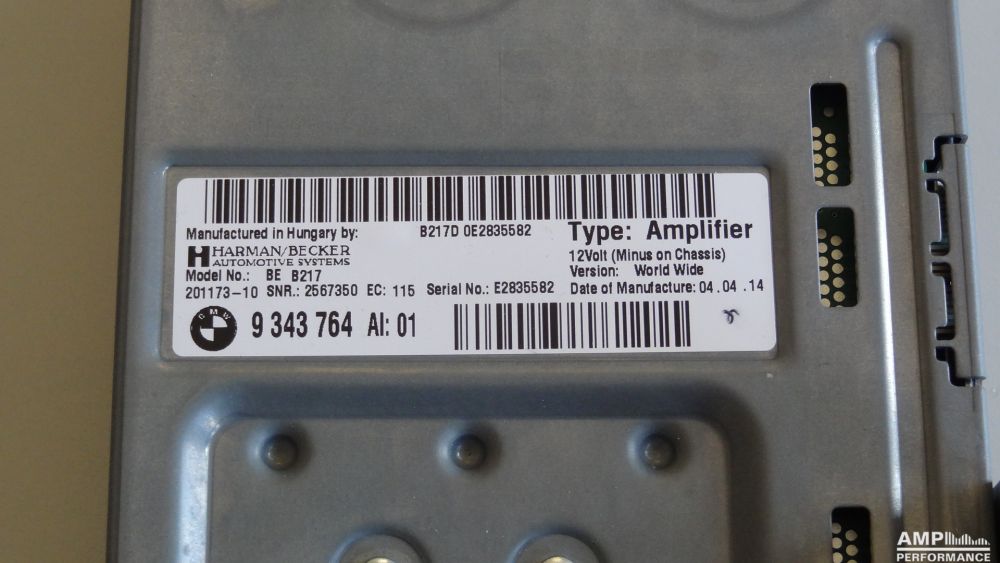 Manufactured in Hungary by:
B217D 0E2835582
Type: Amplifier
HARMAN/BECKER
AUTOMOTIVE SYSTEMS
12Volt (Minus on Chassis)
Model No.: BE B217
Version: World Wide
201173-10 SNR.: 2567350 EC: 115 Serial No.: E2835582 Date of Manufacture: 04.04.14
BMW
9 343 764 AI: 01
AMP
PERFORMANCE